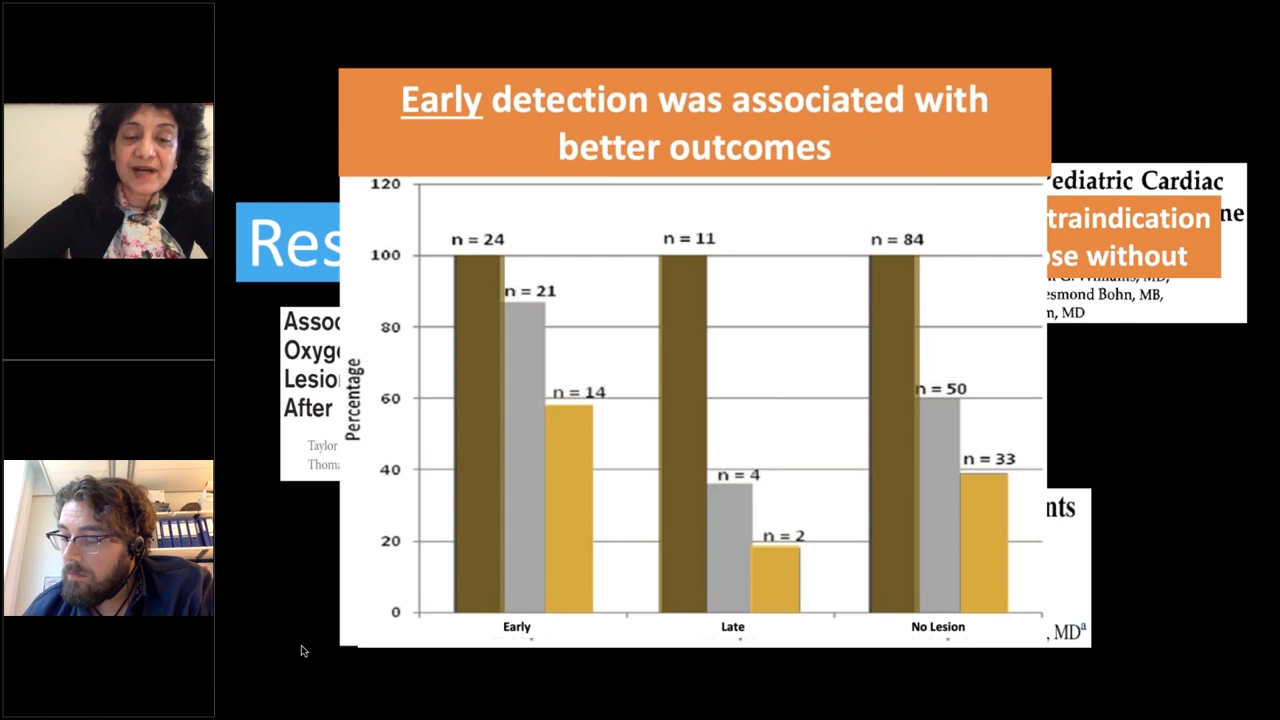 Early detection was associated with
better outcomes
Res
ediatric Cardiac
traindication
ne
se without
esmond Bohn, MB,
m, MD
Assoc
Oxyge
Lesio
After
Taylor
Thoma
nts
, MDª
Percentage
120
100
80
60
40
20
0
n = 24
n = 21
n = 14
n = 11
n = 4
n = 2
n = 84
n = 50
n = 33
Early
Late
No Lesion